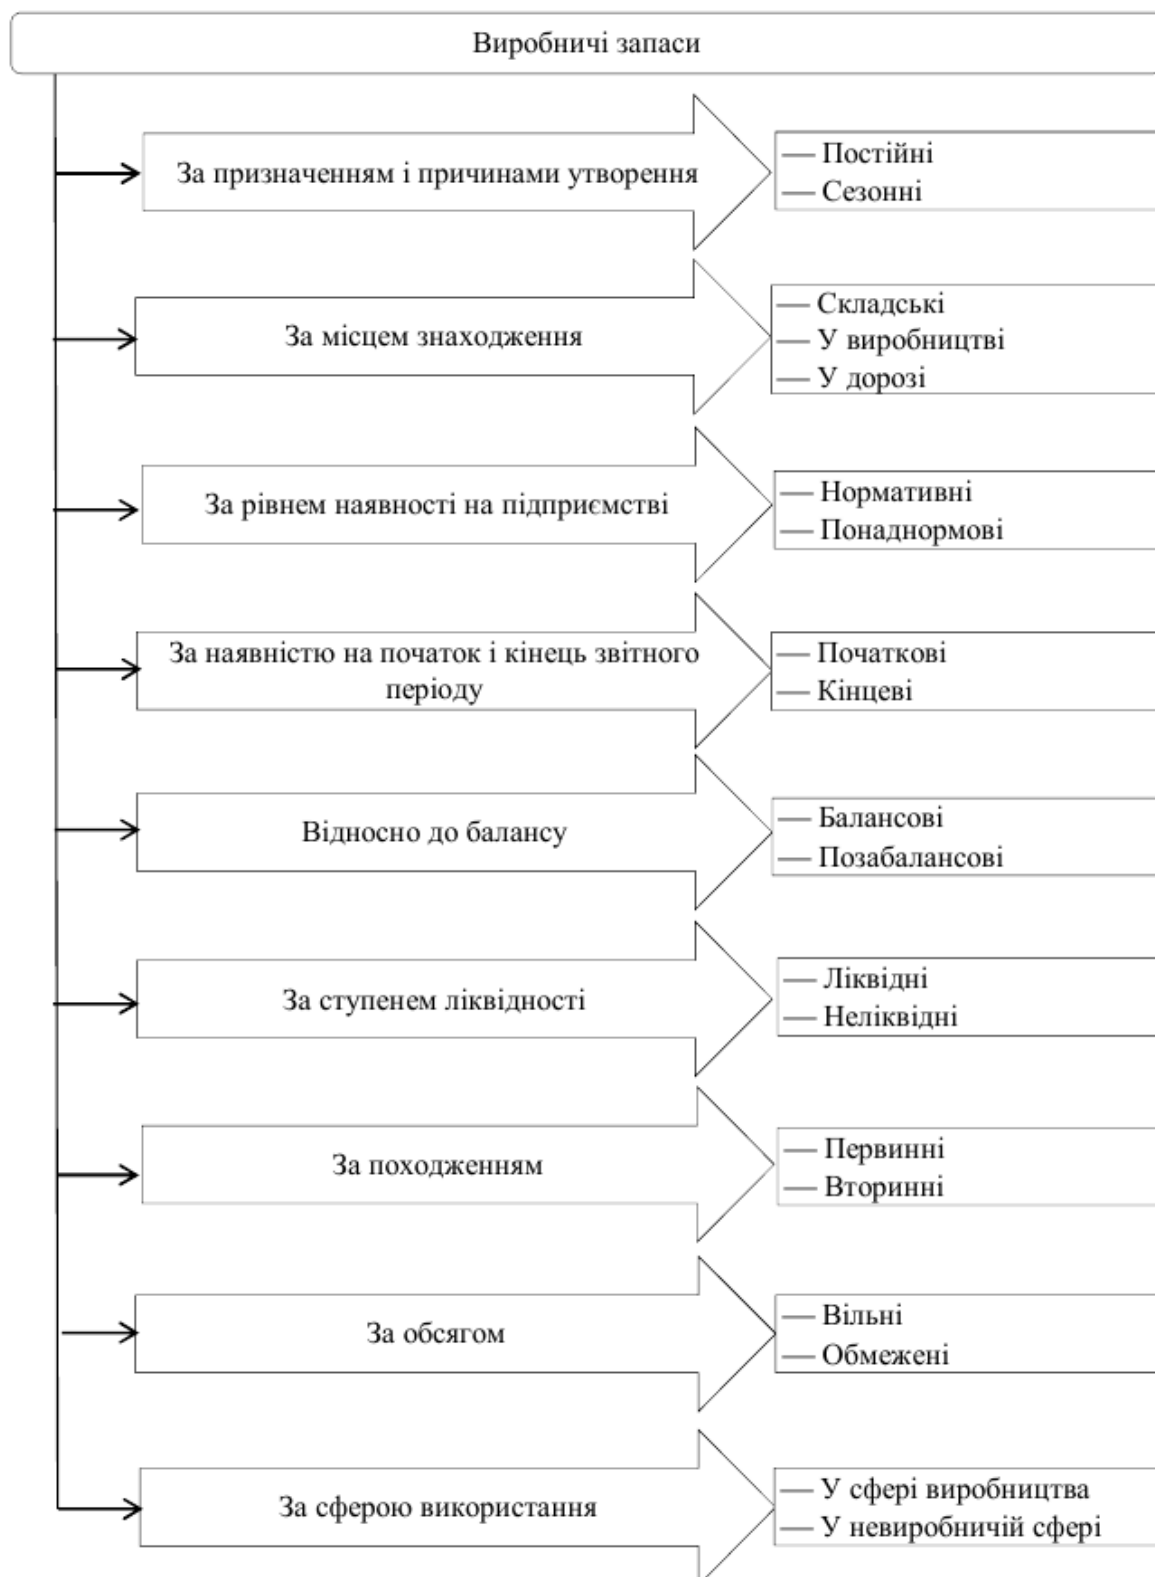 Виробничі запаси
За призначенням і причинами утворення
— Постійні
— Сезонні
За місцем знаходження
— Складські
— У виробництві
— У дорозі
За рівнем наявності на підприємстві
— Нормативні
— Понаднормові
За наявністю на початок і кінець звітного
періоду
— Початкові
— Кінцеві
Відносно до балансу
— Балансові
— Позабалансові
За ступенем ліквідності
— Ліквідні
— Неліквідні
За походженням
— Первинні
— Вторинні
За обсягом
— Вільні
— Обмежені
За сферою використання
— У сфері виробництва
— У невиробничій сфері